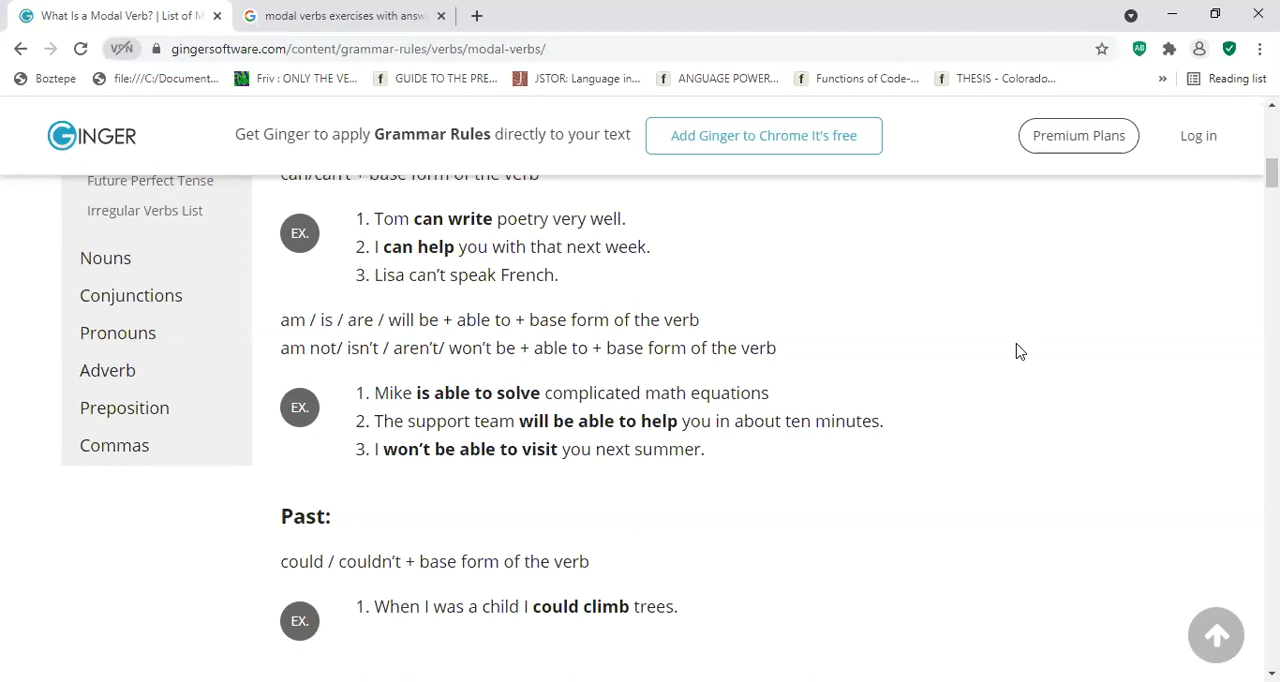 What Is a Modal Verb? | List of M
modal verbs exercises with answ
VPN
gingersoftware.com/content/grammar-rules/verbs/modal-verbs/
Boztepe
file:///C:/Document...
Friv : ONLY THE VE...
GUIDE TO THE PRE...
JSTOR: Language in...
ANGUAGE POWER...
Functions of Code-...
THESIS - Colorado...
»
Reading list
GINGER
Get Ginger to apply Grammar Rules directly to your text
Add Ginger to Chrome It's free
Premium Plans
Log in
Future Perfect Tense
Irregular Verbs List
Nouns
Conjunctions
Pronouns
Adverb
Preposition
Commas
can/can't + base form of the verb
EX.
1. Tom can write poetry very well.
2. I can help you with that next week.
3. Lisa can’t speak French.
am / is / are / will be + able to + base form of the verb
am not/ isn’t / aren’t/ won’t be + able to + base form of the verb
EX.
1. Mike is able to solve complicated math equations
2. The support team will be able to help you in about ten minutes.
3. I won’t be able to visit you next summer.
Past:
could / couldn’t + base form of the verb
EX.
1. When I was a child I could climb trees.